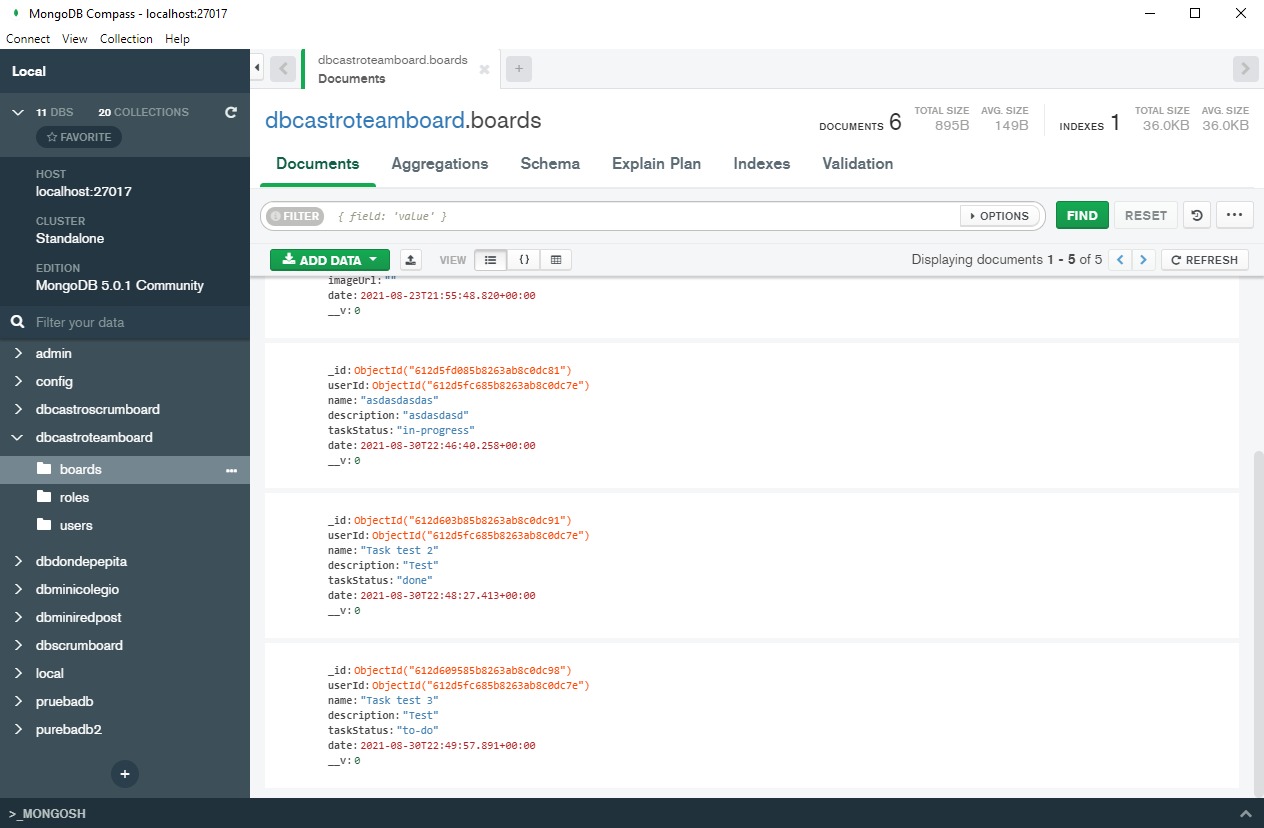 MongoDB Compass - localhost:27017
Connect View Collection Help
Local
11 DBS 20 COLLECTIONS
FAVORITE
HOST
localhost:27017
CLUSTER
Standalone
EDITION
MongoDB 5.0.1 Community
Filter your data
admin
config
dbcastroscrumboard
dbcastroteamboard
boards
roles
users
dbdondepepita
dbminicolegio
dbminiredpost
dbscrumboard
local
pruebadb
purebadb2
+
>_MONGOSH
dbcastroteamboard.boards
Documents
+
dbcastroteamboard.boards
DOCUMENTS 6
TOTAL SIZE 895B
AVG. SIZE 149B
INDEXES 1
TOTAL SIZE 36.0KB
AVG. SIZE 36.0KB
Documents Aggregations Schema Explain Plan Indexes Validation
FILTER { field: 'value' } OPTIONS FIND RESET
ADD DATA VIEW {} Displaying documents 1 - 5 of 5 REFRESH
imageUrl:""
date:2021-08-23T21:55:48.820+00:00
__v:0
_id:ObjectId("612d5fd085b8263ab8c0dc81")
userId:ObjectId("612d5fc685b8263ab8c0dc7e")
name:"asdasdasdas"
description:"asdasdasd"
taskStatus:"in-progress"
date:2021-08-30T22:46:40.258+00:00
__v:0
_id:ObjectId("612d603b85b8263ab8c0dc91")
userId:ObjectId("612d5fc685b8263ab8c0dc7e")
name:"Task test 2"
description:"Test"
taskStatus:"done"
date:2021-08-30T22:48:27.413+00:00
__v:0
_id:ObjectId("612d609585b8263ab8c0dc98")
userId:ObjectId("612d5fc685b8263ab8c0dc7e")
name:"Task test 3"
description:"Test"
taskStatus:"to-do"
date:2021-08-30T22:49:57.891+00:00
__v:0